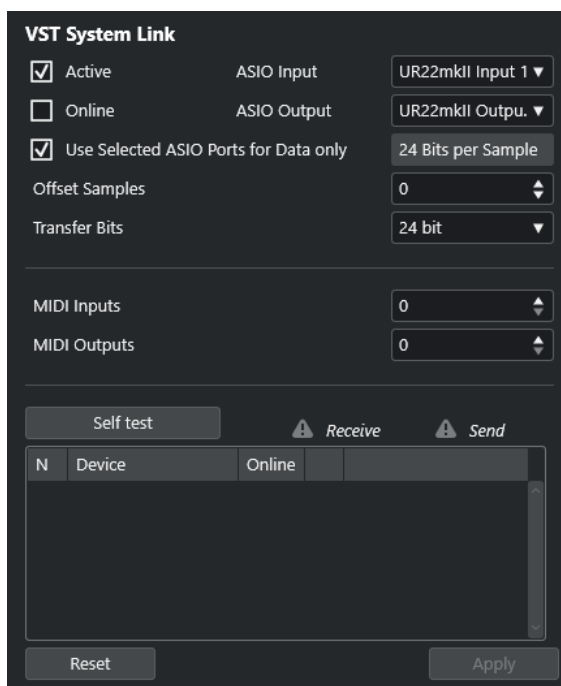 VST System Link
Active ASIO Input UR22mkII Input 1
Online ASIO Output UR22mkII Outpu.
Use Selected ASIO Ports for Data only 24 Bits per Sample
Offset Samples 0
Transfer Bits 24 bit
MIDI Inputs 0
MIDI Outputs 0
Self test Receive Send
N Device Online
Reset Apply